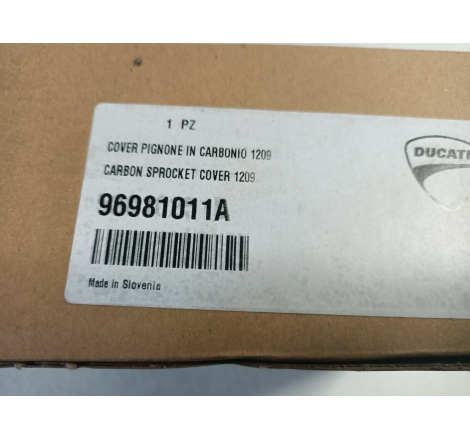 1 PZ
COVER PIGNONE IN CARBONIO 1209
DUCATI
CARBON SPROCKET COVER 1209
96981011A
Made in Slovenia